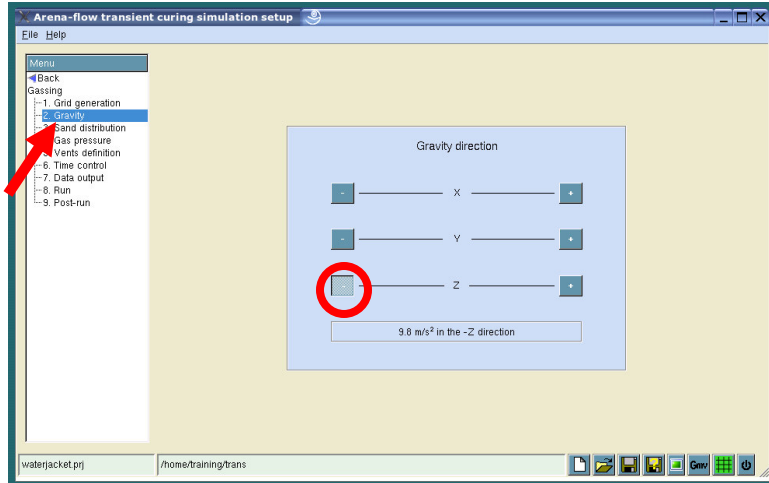 Arena-flow transient curing simulation setup
File Help
Menu
Back
Gassing
1. Grid generation
2. Gravity
Sand distribution
Gas pressure
Vents definition
6. Time control
7. Data output
8. Run
9. Post-run
Gravity direction
- X +
- Y +
- Z +
9.8 m/s² in the -Z direction
waterjacket.prj /home/training/trans Gmv